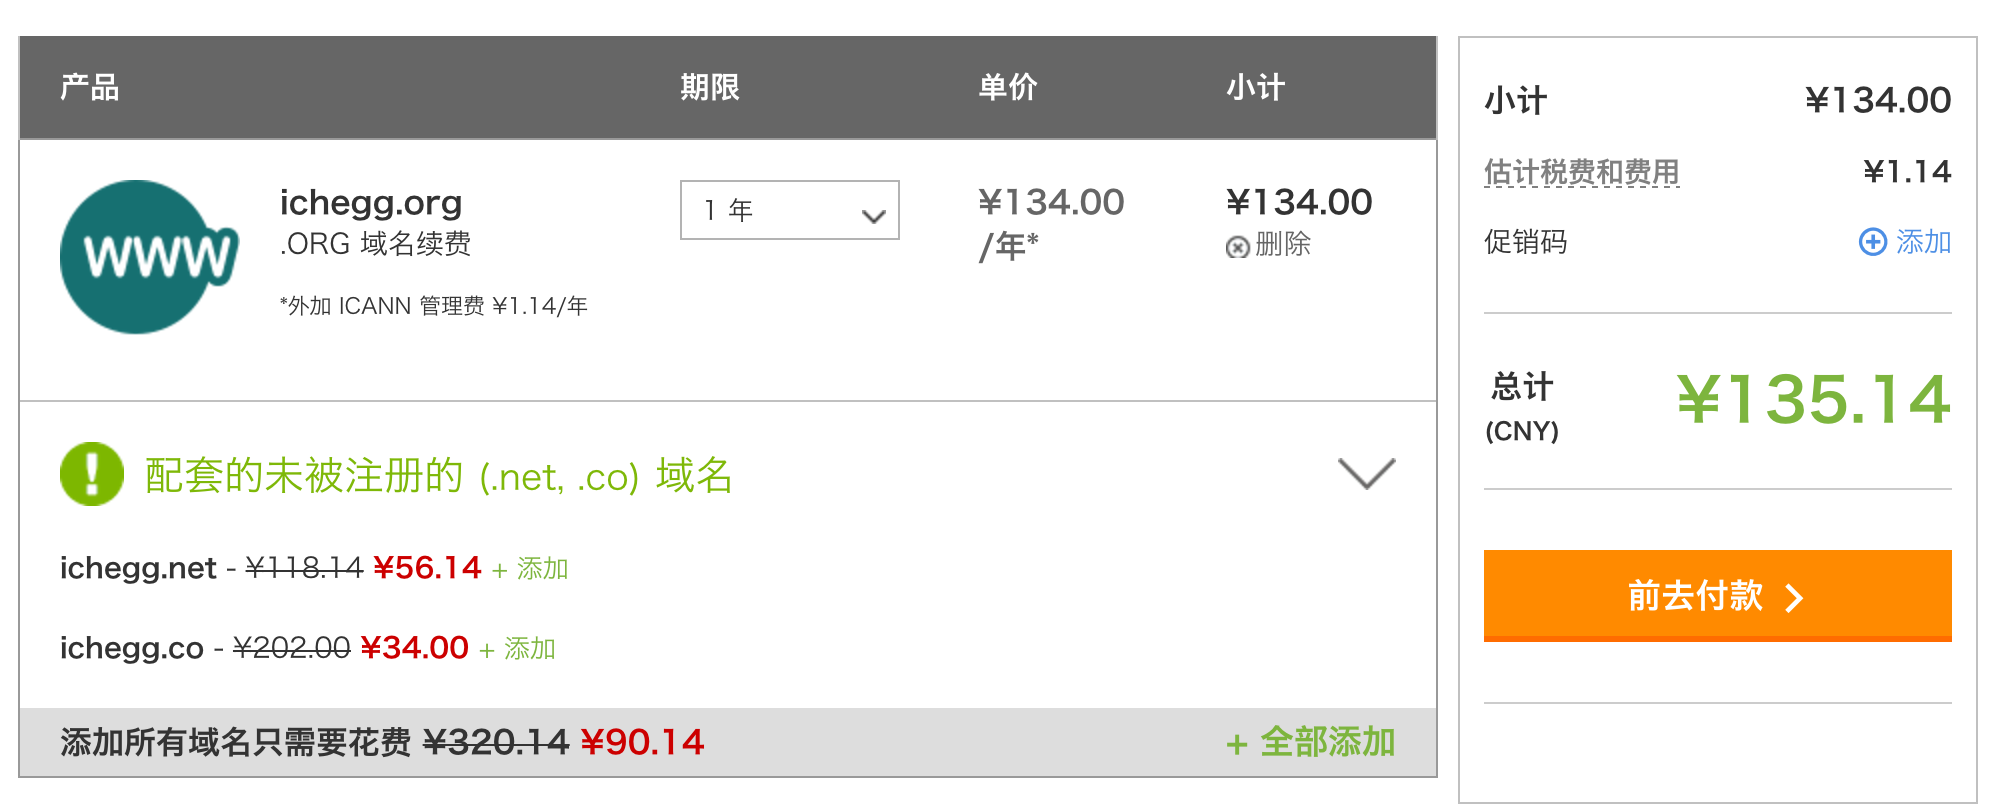 产品 期限 单价 小计
www
ichegg.org
.ORG 域名续费
*外加 ICANN 管理费 ¥1.14/年
1 年
¥134.00
/年*
¥134.00
删除
配套的未被注册的 (.net, .co) 域名
ichegg.net - ¥118.14 ¥56.14 + 添加
ichegg.co - ¥202.00 ¥34.00 + 添加
添加所有域名只需要花费 ¥320.14 ¥90.14 + 全部添加
小计 ¥134.00
估计税费和费用 ¥1.14
促销码 添加
总计 ¥135.14
(CNY)
前去付款